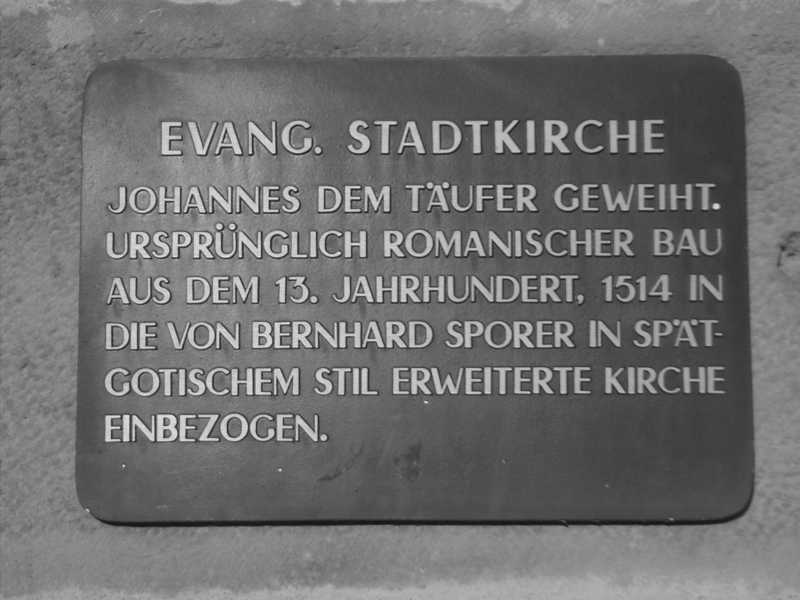 EVANG. STADTKIRCHE
JOHANNES DEM TÄUFER GEWEIHT.
URSPRÜNGLICH ROMANISCHER BAU
AUS DEM 13. JAHRHUNDERT, 1514 IN
DIE VON BERNHARD SPORER IN SPÄT-
GOTISCHEM STIL ERWEITERTE KIRCHE
EINBEZOGEN.